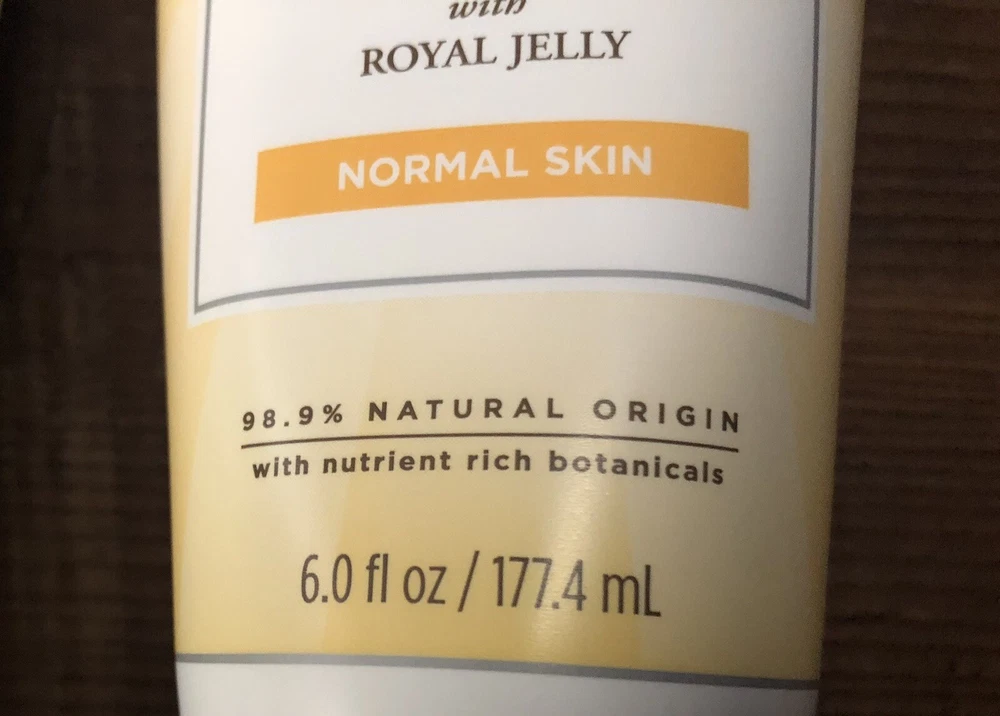 with
ROYAL JELLY
NORMAL SKIN
98.9% NATURAL ORIGIN
with nutrient rich botanicals
6.0 fl oz / 177.4 mL